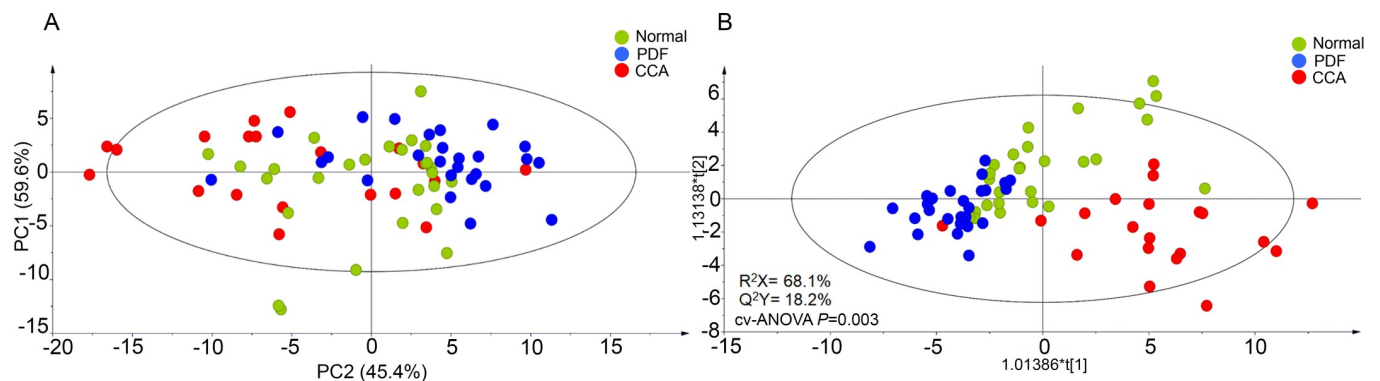 A
Normal
PDF
CCA
PC1 (59.6%)
5
0
-5
-10
-15
-20
-15
-10
-5
0
5
10
15
20
PC2 (45.4%)
B
Normal
PDF
CCA
1.13138*t[2]
6
4
2
0
-2
-4
-6
-8
R²X= 68.1%
Q²Y= 18.2%
cv-ANOVA P=0.003
-10
-5
0
5
10
15
1.01386*t[1]